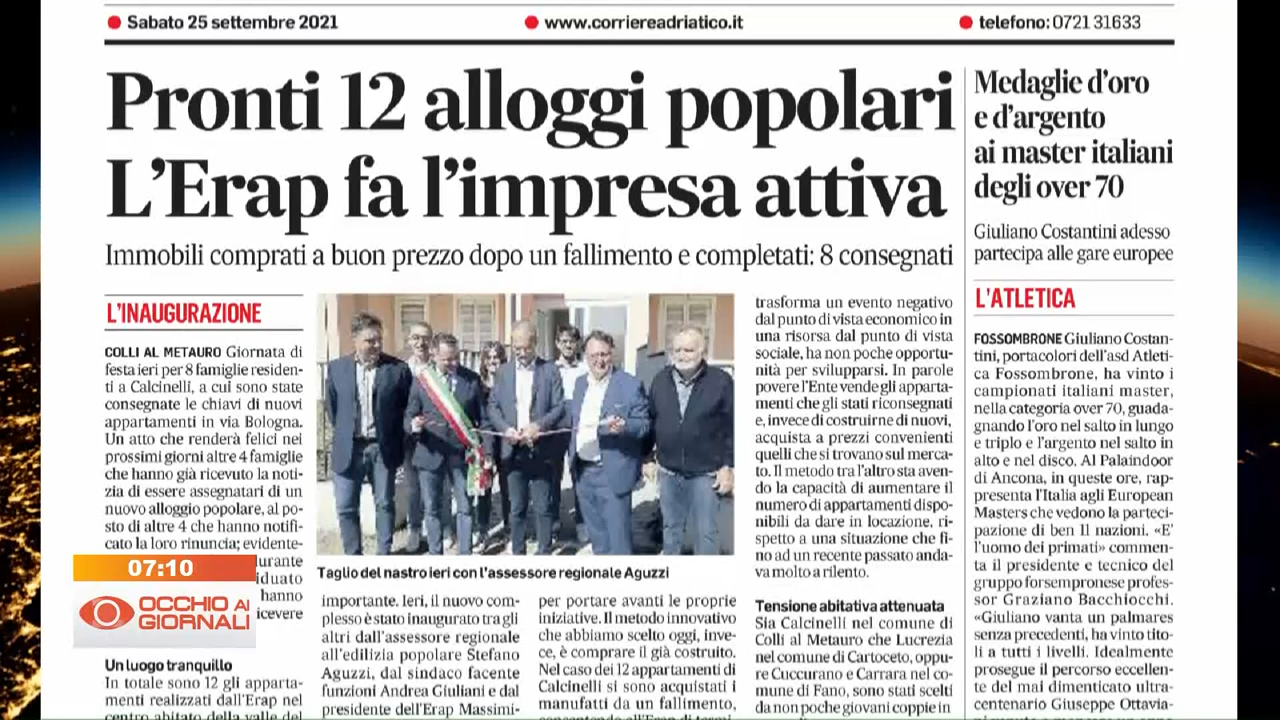 Sabato 25 settembre 2021
www.corriereadriatico.it
telefono: 0721 31633
Pronti 12 alloggi popolari
L'Erap fa l'impresa attiva
Immobili comprati a buon prezzo dopo un fallimento e completati: 8 consegnati
L'INAUGURAZIONE
COLLI AL METAURO Giornata di
festa ieri per 8 famiglie residen-
ti a Calcinelli, a cui sono state
consegnate le chiavi di nuovi
appartamenti in via Bologna.
Un atto che renderà felici nei
prossimi giorni altre 4 famiglie
che hanno già ricevuto la noti-
zia di essere assegnatari di un
nuovo alloggio popolare, al po-
sto di altre 4 che hanno notifi-
cato la loro rinuncia; evidente-
durante
iduato
hanno
icevere
Un luogo tranquillo
In totale sono 12 gli apparta-
menti realizzati dall'Erap nel
centro abitato della valle del
Taglio del nastro ieri con l'assessore regionale Aguzzi
importante. Ieri, il nuovo com-
plesso è stato inaugurato tra gli
altri dall'assessore regionale
all'edilizia popolare Stefano
Aguzzi, dal sindaco facente
funzioni Andrea Giuliani e dal
presidente dell'Erap Massimi-
per portare avanti le proprie
iniziative. Il metodo innovativo
che abbiamo scelto oggi, inve-
ce, è comprare il già costruito.
Nel caso dei 12 appartamenti di
Calcinelli si sono acquistati i
manufatti da un fallimento,
trasforma un evento negativo
dal punto di vista economico in
una risorsa dal punto di vista
sociale, ha non poche opportu-
nità per svilupparsi. In parole
povere l'Ente vende gli apparta-
menti che gli stati riconsegnati
e, invece di costruirne di nuovi,
acquista a prezzi convenienti
quelli che si trovano sul merca-
to. Il metodo tra l'altro sta aven-
do la capacità di aumentare il
numero di appartamenti dispo-
nibili da dare in locazione, ri-
spetto a una situazione che fi-
no ad un recente passato anda-
va molto a rilento.
Tensione abitativa attenuata
Sia Calcinelli nel comune di
Colli al Metauro che Lucrezia
nel comune di Cartoceto, oppu-
re Cuccurano e Carrara nel co-
mune di Fano, sono stati scelti
da non poche giovani coppie in
Medaglie d'oro
e d'argento
ai master italiani
degli over 70
Giuliano Costantini adesso
partecipa alle gare europee
L'ATLETICA
FOSSOMBRONE Giuliano Costan-
tini, portacolori dell'asd Atleti-
ca Fossombrone, ha vinto i
campionati italiani master,
nella categoria over 70, guada-
gnando l'oro nel salto in lungo
e triplo e l'argento nel salto in
alto e nel disco. Al Palaindoor
di Ancona, in queste ore, rap-
presenta l'Italia agli European
Masters che vedono la parteci-
pazione di ben 11 nazioni. «E'
l'uomo dei primati» commen-
ta il presidente e tecnico del
gruppo forsempronese profes-
sor Graziano Bacchiocchi.
«Giuliano vanta un palmares
senza precedenti, ha vinto tito-
li a tutti i livelli. Idealmente
prosegue il percorso eccellen-
te del mai dimenticato ultra-
centenario Giuseppe Ottavia-
07:10
OCCHIO AI
GIORNALI